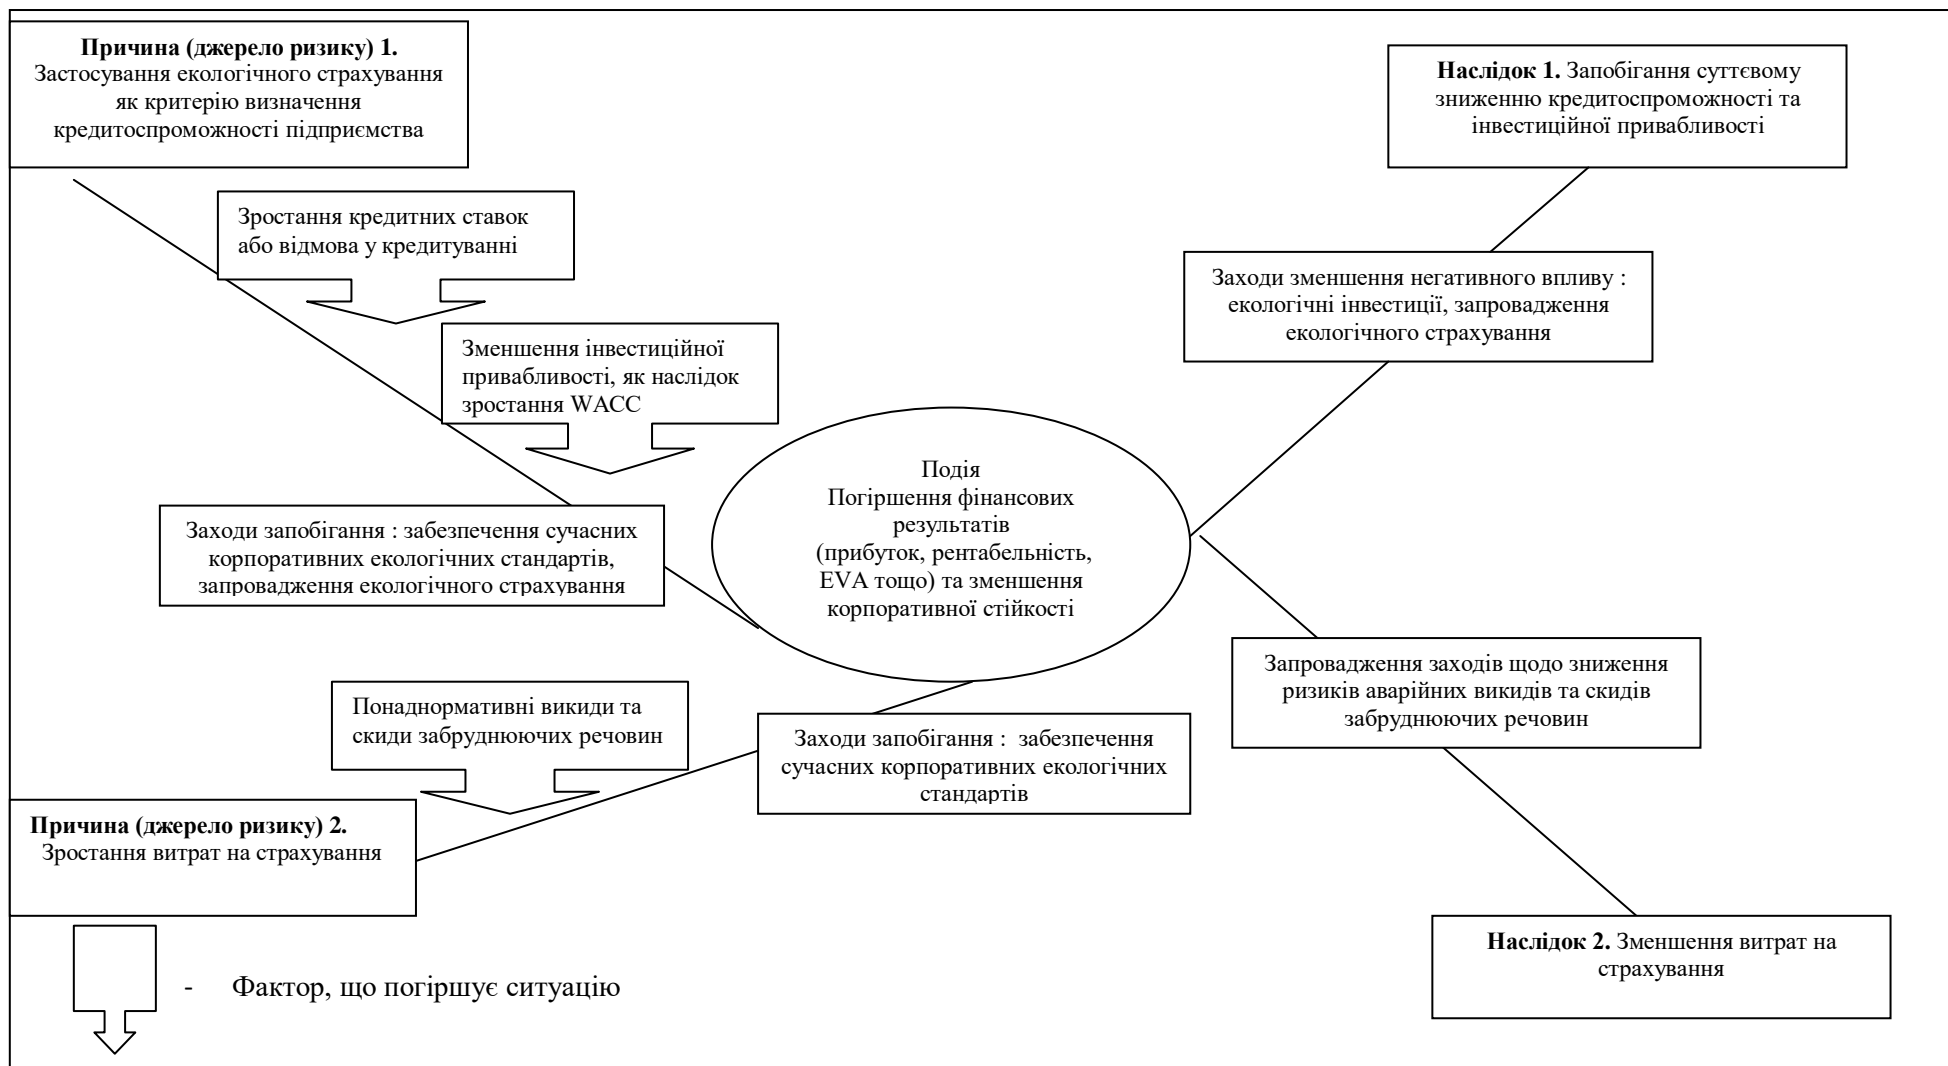 Причина (джерело ризику) 1.
Застосування екологічного страхування
як критерію визначення
кредитоспроможності підприємства
Наслідок 1. Запобігання суттєвому
зниженню кредитоспроможності та
інвестиційної привабливості
Зростання кредитних ставок
або відмова у кредитуванні
Заходи зменшення негативного впливу :
екологічні інвестиції, запровадження
екологічного страхування
Зменшення інвестиційної
привабливості, як наслідок
зростання WACC
Подія
Погіршення фінансових
результатів
(прибуток, рентабельність,
EVA тощо) та зменшення
корпоративної стійкості
Заходи запобігання : забезпечення сучасних
корпоративних екологічних стандартів,
запровадження екологічного страхування
Запровадження заходів щодо зниження
ризиків аварійних викидів та скидів
забруднюючих речовин
Понаднормативні викиди та
скиди забруднюючих речовин
Заходи запобігання : забезпечення
сучасних корпоративних екологічних
стандартів
Причина (джерело ризику) 2.
Зростання витрат на страхування
Наслідок 2. Зменшення витрат на
страхування
- Фактор, що погіршує ситуацію